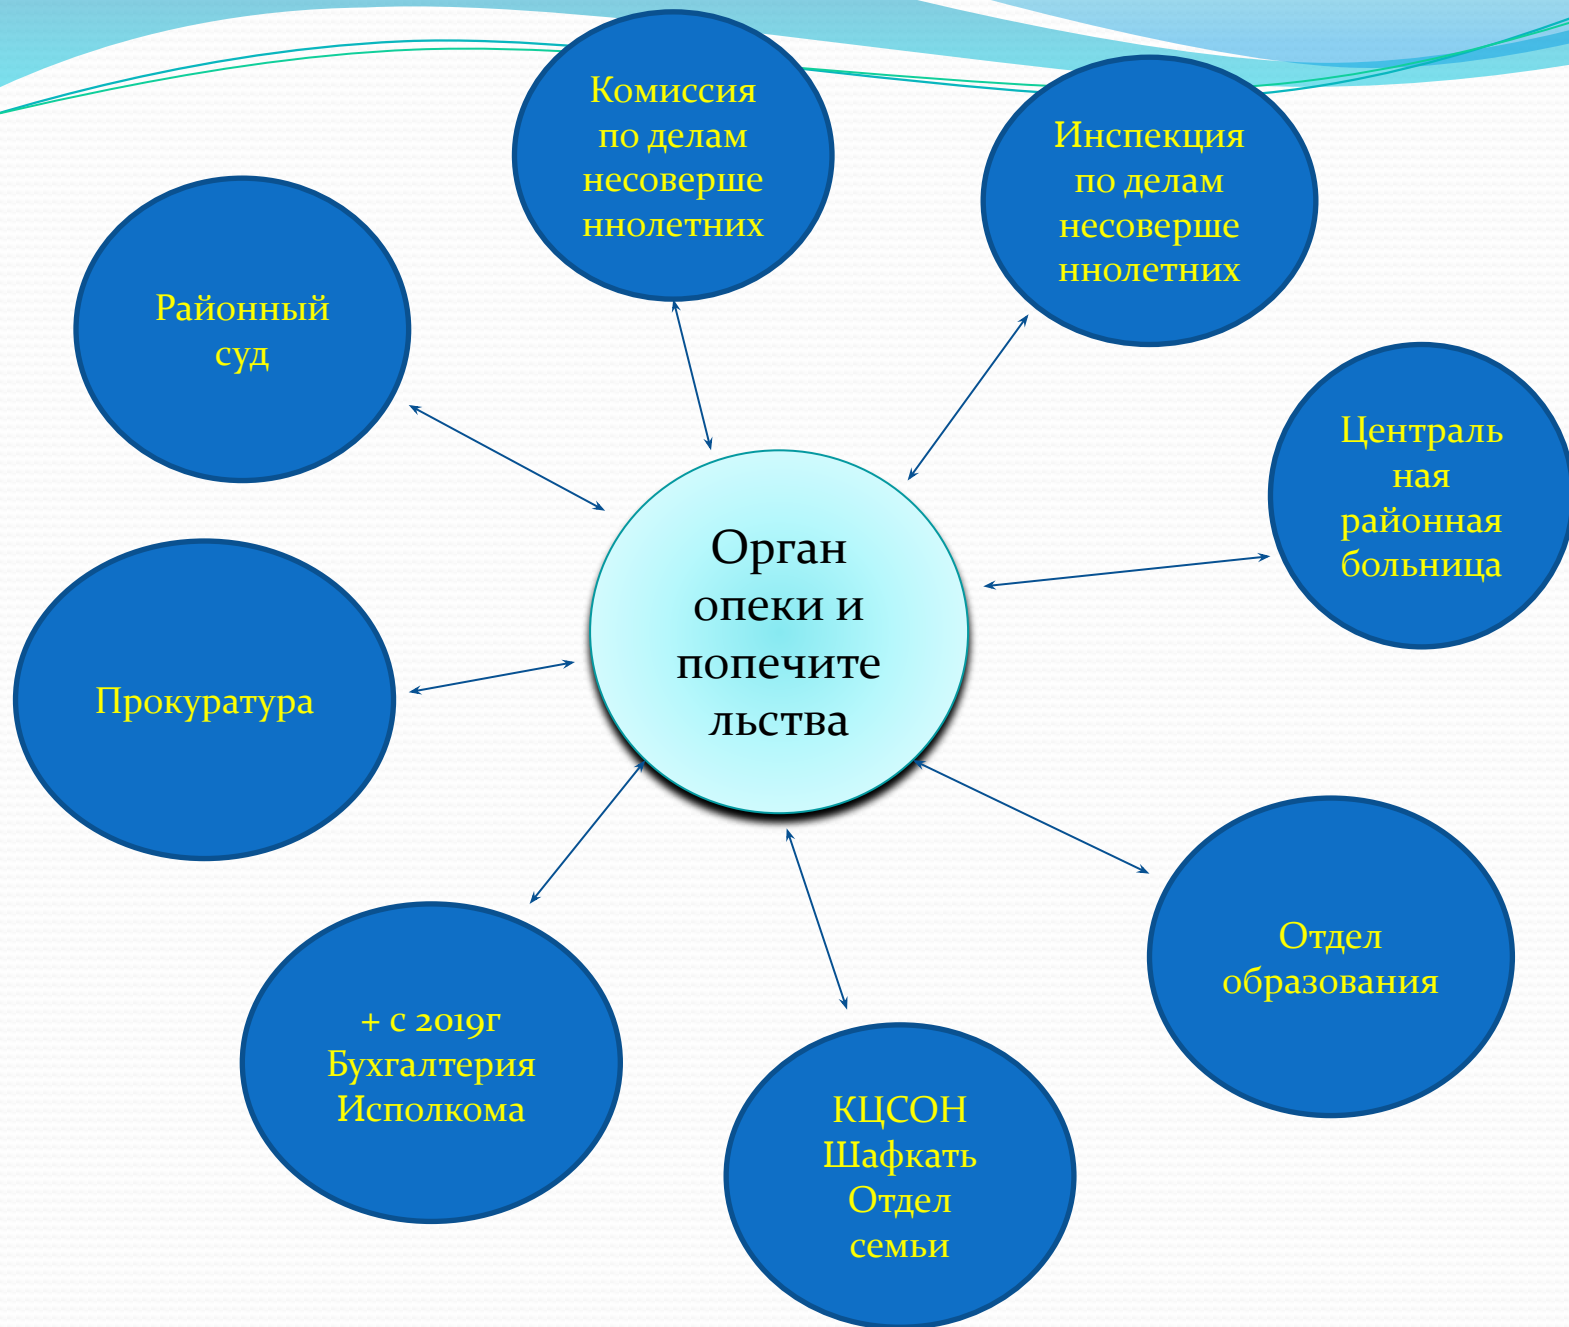 Комиссия
по делам
несоверше
ннолетних
Инспекция
по делам
несоверше
ннолетних
Районный
суд
Централь
ная
районная
больница
Орган
опеки и
попечите
льства
Прокуратура
Отдел
образования
+ с 2019г
Бухгалтерия
Исполкома
КЦСОН
Шафкать
Отдел
семьи